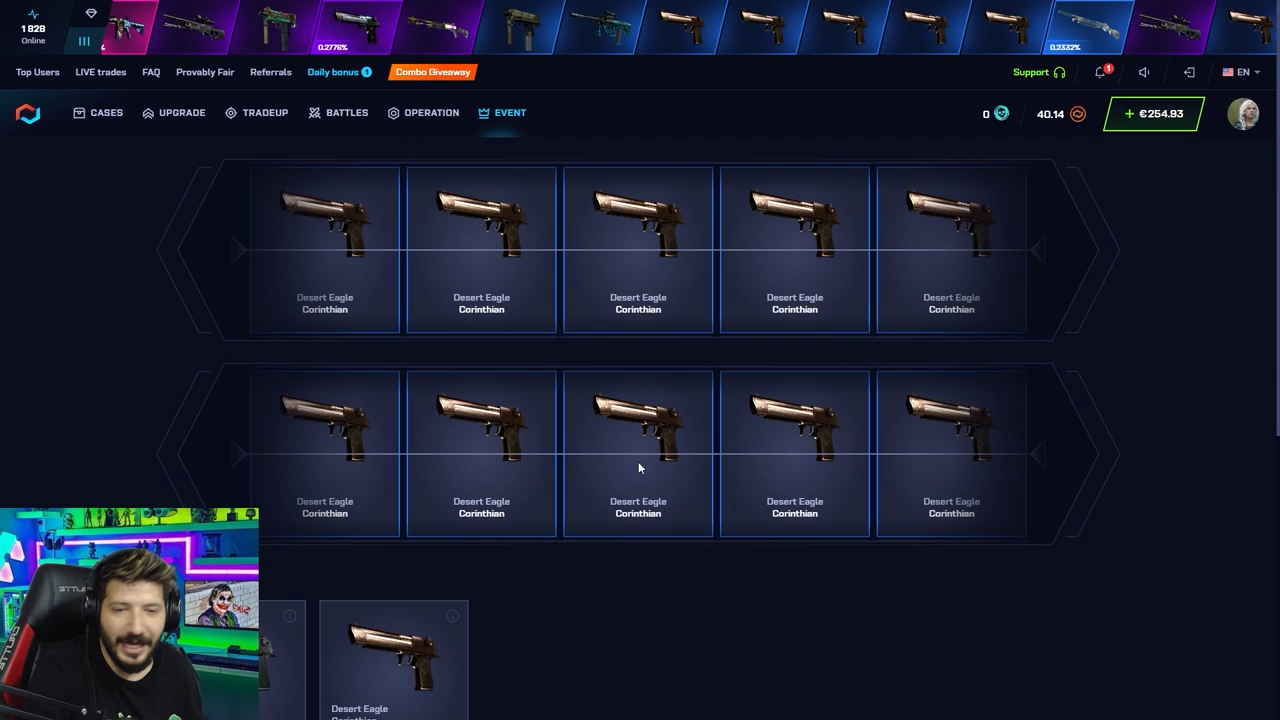 1 828
Online
0.2776%
0.2332%
Top Users
LIVE trades
FAQ
Provably Fair
Referrals
Daily bonus 1
Combo Giveaway
Support
1
EN
CASES
UPGRADE
TRADEUP
BATTLES
OPERATION
EVENT
0
40.14
+ €254.93
Desert Eagle
Corinthian
Desert Eagle
Corinthian
Desert Eagle
Corinthian
Desert Eagle
Corinthian
Desert Eagle
Corinthian
Desert Eagle
Corinthian
Desert Eagle
Corinthian
Desert Eagle
Corinthian
Desert Eagle
Corinthian
Desert Eagle
Corinthian
Desert Eagle
Corinthian